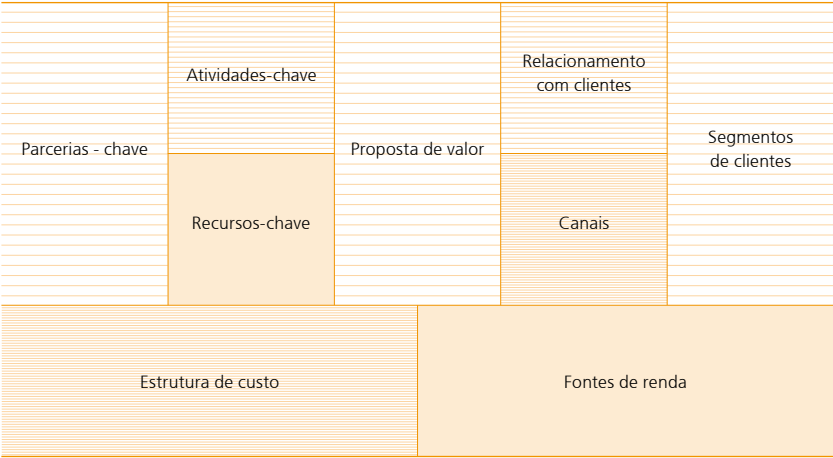 Parcerias - chave
Atividades-chave
Recursos-chave
Proposta de valor
Relacionamento
com clientes
Canais
Segmentos
de clientes
Estrutura de custo
Fontes de renda